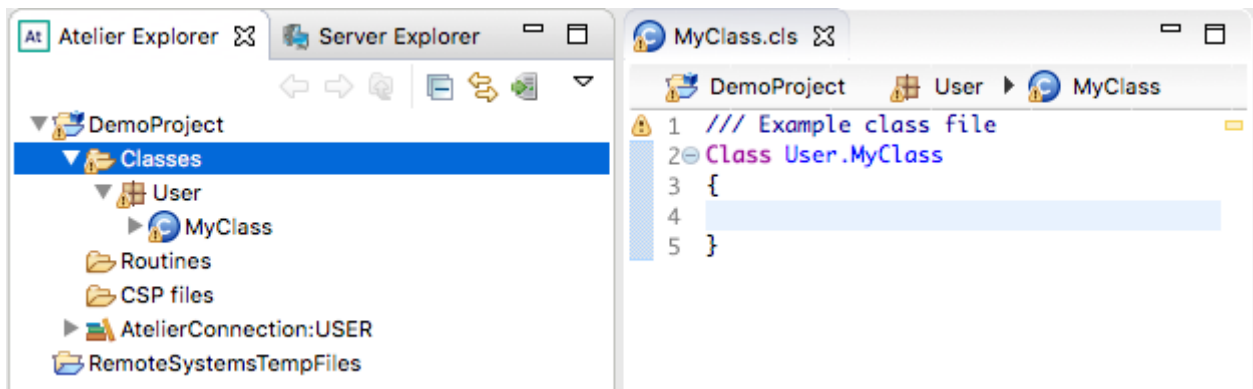 At Atelier Explorer Server Explorer
DemoProject
Classes
User
MyClass
Routines
CSP files
AtelierConnection:USER
RemoteSystemsTempFiles
MyClass.cls
DemoProject User MyClass
1 /// Example class file
2 Class User.MyClass
3 {
4
5 }